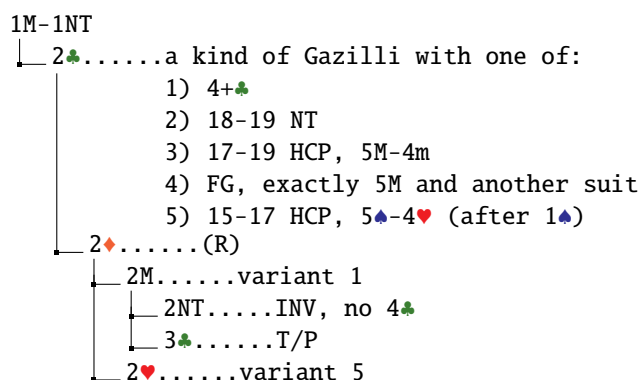 1M-1NT
2♣......a kind of Gazilli with one of:
1) 4+♣
2) 18-19 NT
3) 17-19 HCP, 5M-4m
4) FG, exactly 5M and another suit
5) 15-17 HCP, 5♠-4♥ (after 1♠)
2♦......(R)
2M......variant 1
2NT.....INV, no 4♣
3♣......T/P
2♥......variant 5